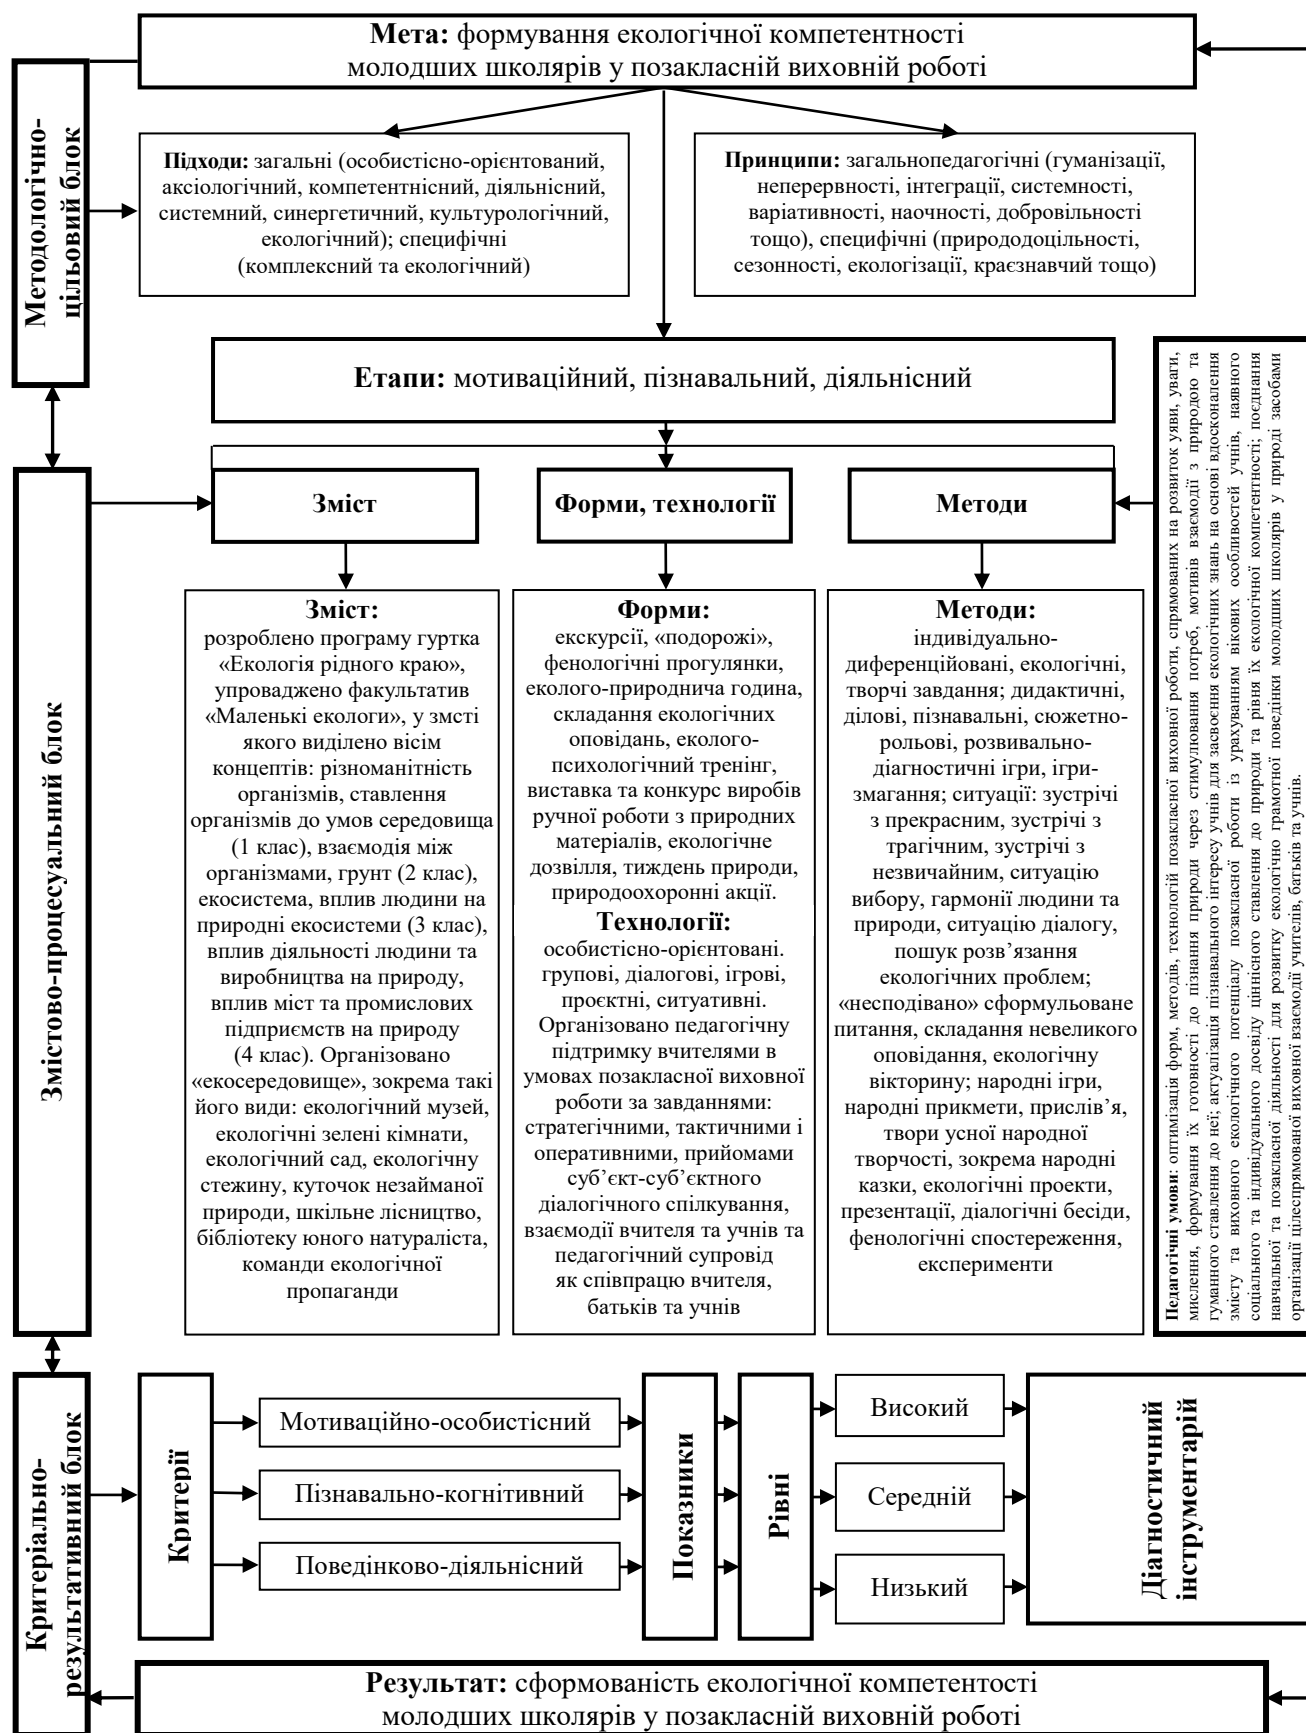 Мета: формування екологічної компетентності
молодших школярів у позакласній виховній роботі
Методологічно-
цільовий блок
Підходи: загальні (особистісно-орієнтований,
аксіологічний, компетентнісний, діяльнісний,
системний, синергетичний, культурологічний,
екологічний); специфічні
(комплексний та екологічний)
Принципи: загальнопедагогічні (гуманізації,
неперервності, інтеграції, системності,
варіативності, наочності, добровільності
тощо), специфічні (природодоцільності,
сезонності, екологізації, краєзнавчий тощо)
Етапи: мотиваційний, пізнавальний, діяльнісний
Змістово-процесуальний блок
Зміст
Форми, технології
Методи
Зміст:
розроблено програму гуртка
«Екологія рідного краю»,
упроваджено факультатив
«Маленькі екологи», у змсті
якого виділено вісім
концептів: різноманітність
організмів, ставлення
організмів до умов середовища
(1 клас), взаємодія між
організмами, грунт (2 клас),
екосистема, вплив людини на
природні екосистеми (3 клас),
вплив діяльності людини та
виробництва на природу,
вплив міст та промислових
підприємств на природу
(4 клас). Організовано
«екосередовище», зокрема такі
його види: екологічний музей,
екологічні зелені кімнати,
екологічний сад, екологічну
стежину, куточок незайманої
природи, шкільне лісництво,
бібліотеку юного натураліста,
команди екологічної
пропаганди
Форми:
екскурсії, «подорожі»,
фенологічні прогулянки,
еколого-природнича година,
складання екологічних
оповідань, еколого-
психологічний тренінг,
виставка та конкурс виробів
ручної роботи з природних
матеріалів, екологічне
дозвілля, тиждень природи,
природоохоронні акції.
Технології:
особистісно-орієнтовані.
групові, діалогові, ігрові,
проєктні, ситуативні.
Організовано педагогічну
підтримку вчителями в
умовах позакласної виховної
роботи за завданнями:
стратегічними, тактичними і
оперативними, прийомами
суб’єкт-суб’єктного
діалогічного спілкування,
взаємодії вчителя та учнів та
педагогічний супровід
як співпрацю вчителя,
батьків та учнів
Методи:
індивідуально-
диференційовані, екологічні,
творчі завдання; дидактичні,
ділові, пізнавальні, сюжетно-
рольові, розвивально-
діагностичні ігри, ігри-
змагання; ситуації: зустрічі
з прекрасним, зустрічі з
трагічним, зустрічі з
незвичайним, ситуацію
вибору, гармонії людини та
природи, ситуацію діалогу,
пошук розв’язання
екологічних проблем;
«несподівано» сформульоване
питання, складання невеликого
оповідання, екологічну
вікторину; народні ігри,
народні прикмети, прислів’я,
твори усної народної
творчості, зокрема народні
казки, екологічні проекти,
презентації, діалогічні бесіди,
фенологічні спостереження,
експерименти
Педагогічні умови: оптимізація форм, методів, технологій позакласної виховної роботи, спрямованих на розвиток уяви, уваги,
мислення, формування їх готовності до пізнання природи через стимулювання потреб, мотивів взаємодії з природою та
гуманного ставлення до неї; актуалізація пізнавального інтересу учнів для засвоєння екологічних знань на основі вдосконалення
змісту та виховного екологічного потенціалу позакласної роботи із урахуванням вікових особливостей учнів, наявного
соціального та індивідуального досвіду ціннісного ставлення до природи та рівня їх екологічної компетентності; поєднання
навчальної та позакласної діяльності для розвитку екологічно грамотної поведінки молодших школярів у природі засобами
організації цілеспрямованої виховної взаємодії учителів, батьків та учнів.
Критеріально-
результативний блок
Критерії
Мотиваційно-особистісний
Пізнавально-когнітивний
Поведінково-діяльнісний
Показники
Рівні
Високий
Середній
Низький
Діагностичний
інструментарій
Результат: сформованість екологічної компетентості
молодших школярів у позакласній виховній роботі